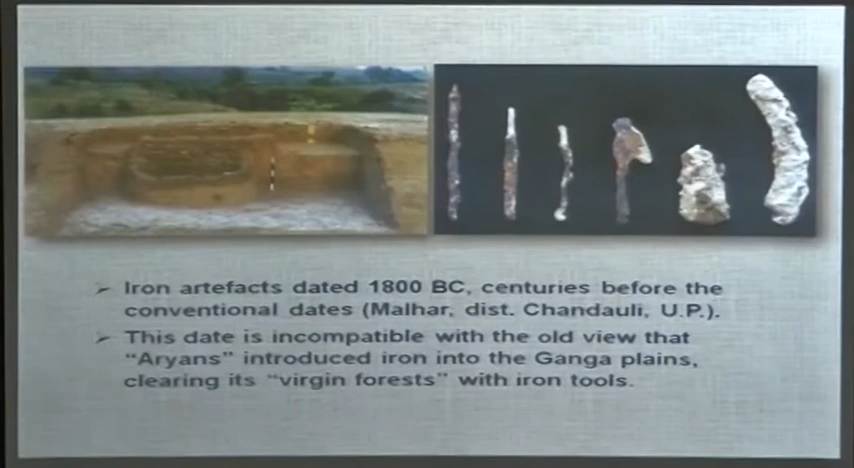 ➢ Iron artefacts dated 1800 BC, centuries before the
conventional dates (Malhar, dist. Chandauli, U.P.).
➢ This date is incompatible with the old view that
"Aryans" introduced iron into the Ganga plains,
clearing its "virgin forests" with iron tools.